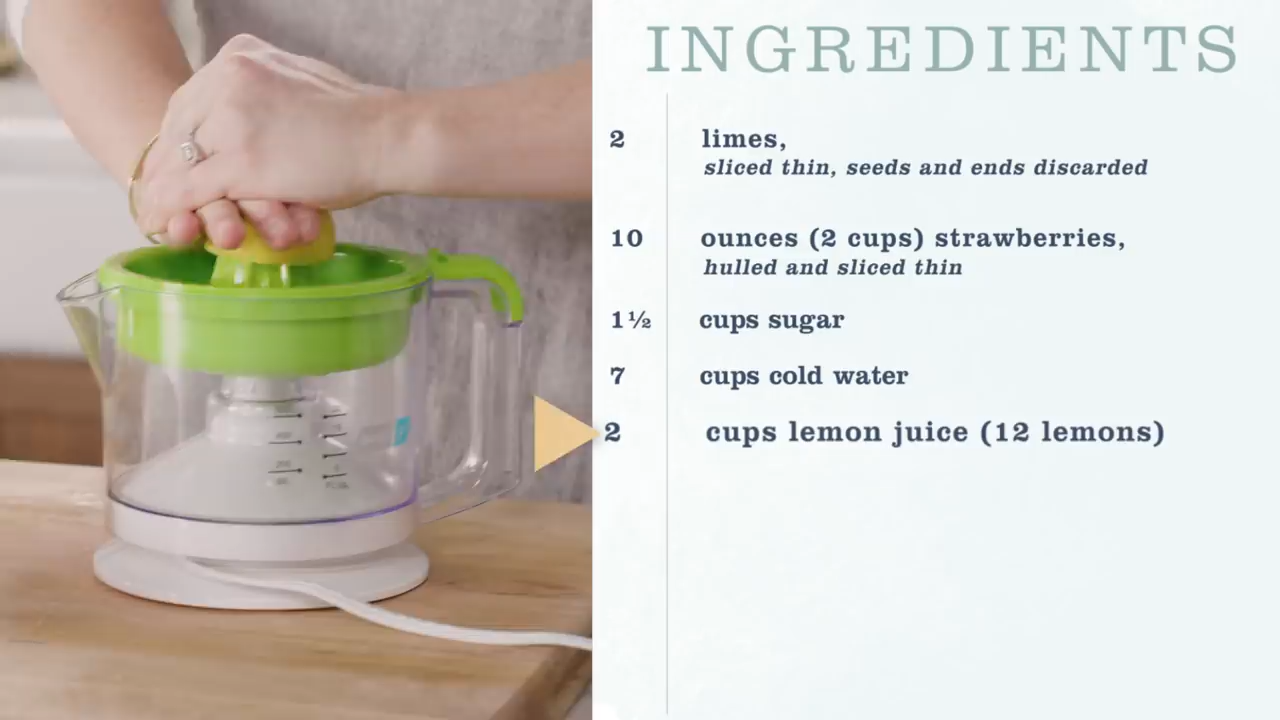 INGREDIENTS
2 limes,
sliced thin, seeds and ends discarded
10 ounces (2 cups) strawberries,
hulled and sliced thin
1½ cups sugar
7 cups cold water
2 cups lemon juice (12 lemons)